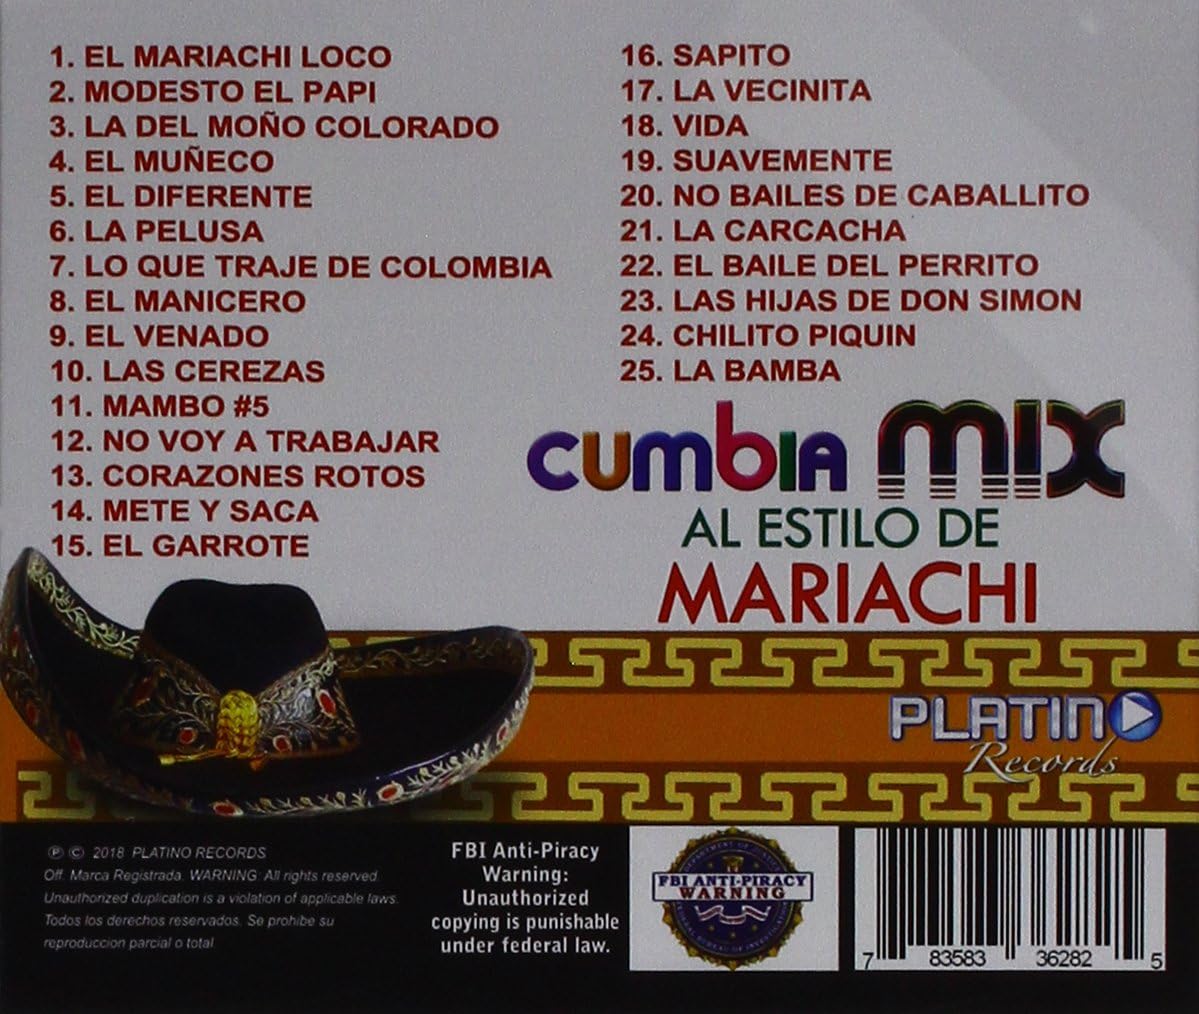 1. EL MARIACHI LOCO
2. MODESTO EL PAPI
3. LA DEL MOÑO COLORADO
4. EL MUÑECO
5. EL DIFERENTE
6. LA PELUSA
7. LO QUE TRAJE DE COLOMBIA
8. EL MANICERO
9. EL VENADO
10. LAS CEREZAS
11. MAMBO #5
12. NO VOY A TRABAJAR
13. CORAZONES ROTOS
14. METE Y SACA
15. EL GARROTE
16. SAPITO
17. LA VECINITA
18. VIDA
19. SUAVEMENTE
20. NO BAILES DE CABALLITO
21. LA CARCACHA
22. EL BAILE DEL PERRITO
23. LAS HIJAS DE DON SIMON
24. CHILITO PIQUIN
25. LA BAMBA
CUMBIA MIX
AL ESTILO DE
MARIACHI
PLATINO
Records
℗ © 2018 PLATINO RECORDS
Off. Marca Registrada. WARNING: All rights reserved.
Unauthorized duplication is a violation of applicable laws.
Todos los derechos reservados. Se prohibe su
reproduccion parcial o total
FBI Anti-Piracy
Warning:
Unauthorized
copying is punishable
under federal law.
DEPARTMENT OF JUSTICE
FBI ANTI-PIRACY
WARNING
FEDERAL BUREAU OF INVESTIGATION
7 83583 36282 5